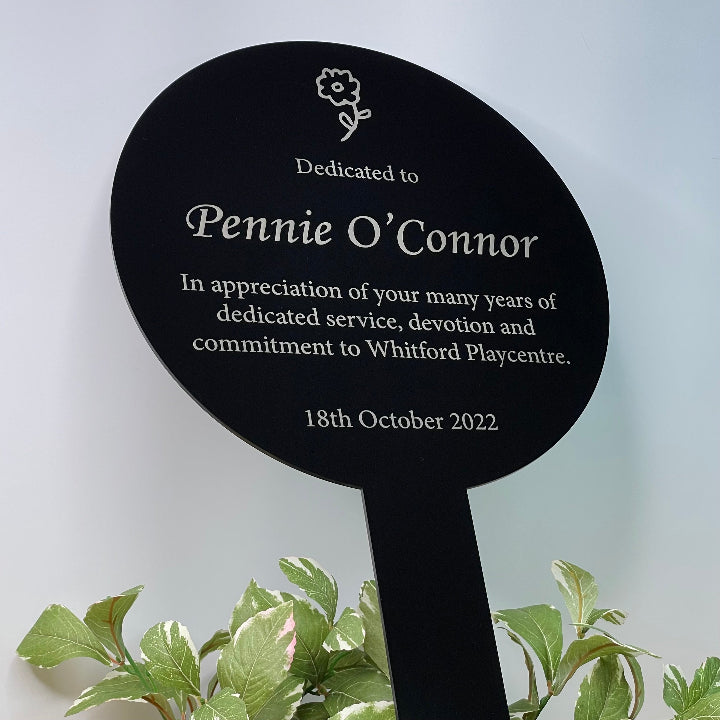 Dedicated to
Pennie O’Connor
In appreciation of your many years of
dedicated service, devotion and
commitment to Whitford Playcentre.
18th October 2022